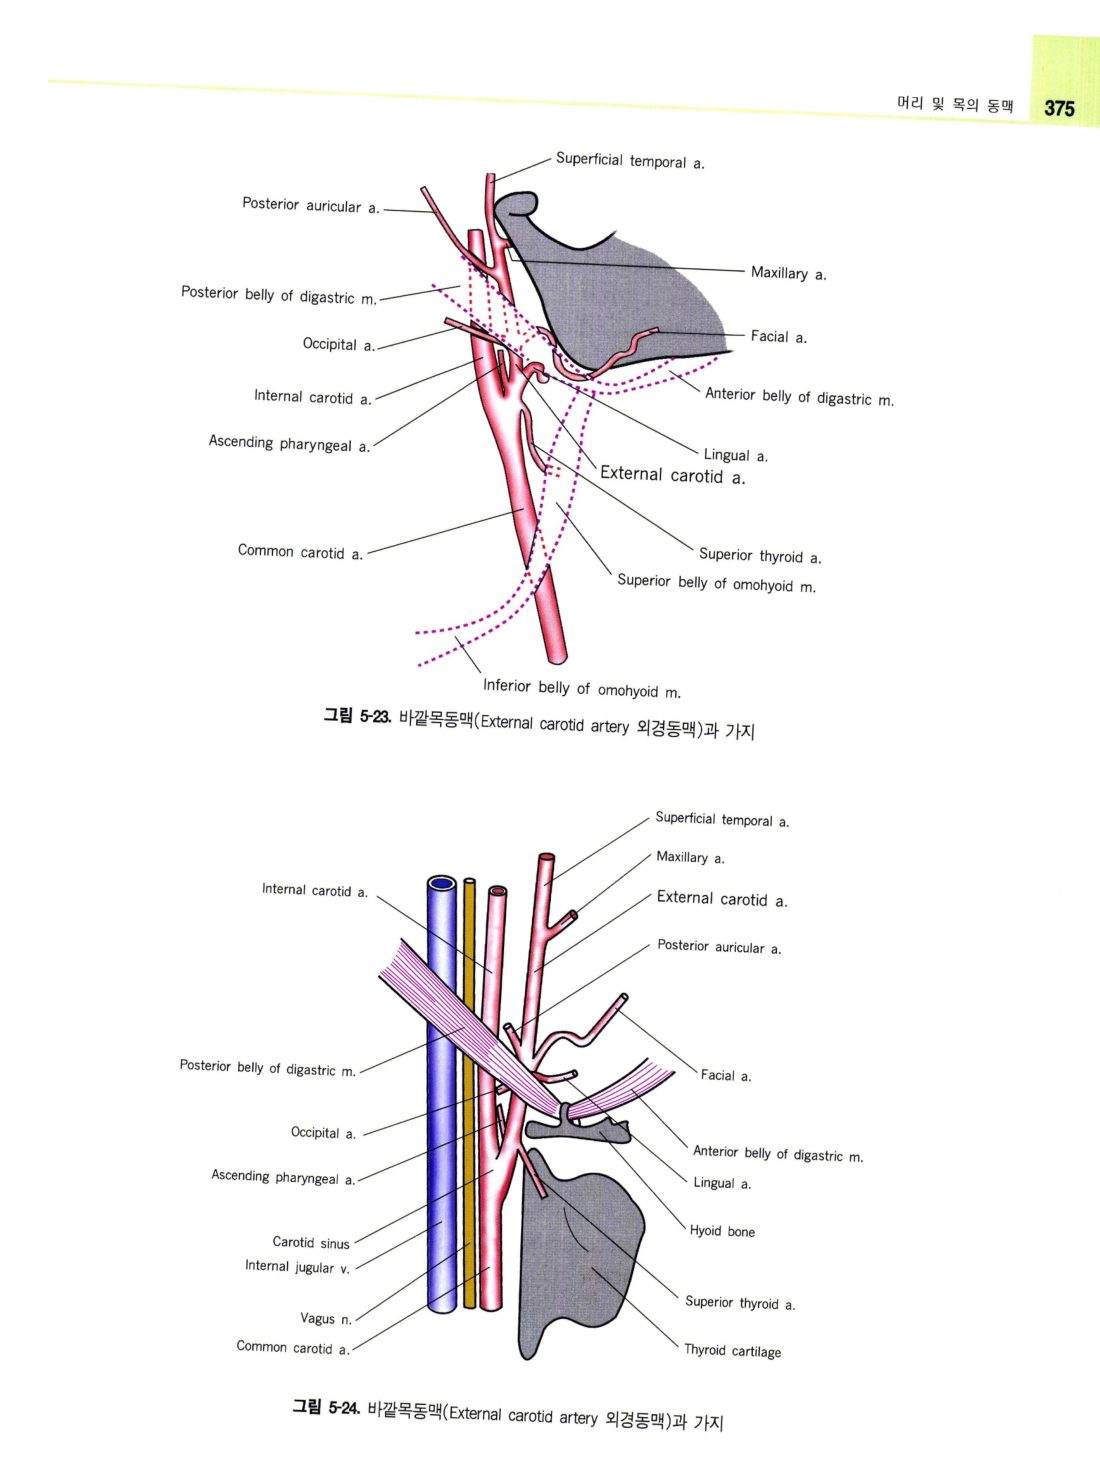 머리 및 목의 동맥 375
Superficial temporal a.
Posterior auricular a.
Maxillary a.
Posterior belly of digastric m.
Facial a.
Occipital a.
Internal carotid a.
Anterior belly of digastric m.
Ascending pharyngeal a.
Lingual a.
External carotid a.
Common carotid a.
Superior thyroid a.
Superior belly of omohyoid m.
Inferior belly of omohyoid m.
그림 5-23. 바깥목동맥(External carotid artery 외경동맥)과 가지
Superficial temporal a.
Maxillary a.
Internal carotid a.
External carotid a.
Posterior auricular a.
Posterior belly of digastric m.
Facial a.
Occipital a.
Anterior belly of digastric m.
Ascending pharyngeal a.
Lingual a.
Hyoid bone
Carotid sinus
Internal jugular v.
Superior thyroid a.
Vagus n.
Common carotid a.
Thyroid cartilage
그림 5-24. 바깥목동맥(External carotid artery 외경동맥)과 가지